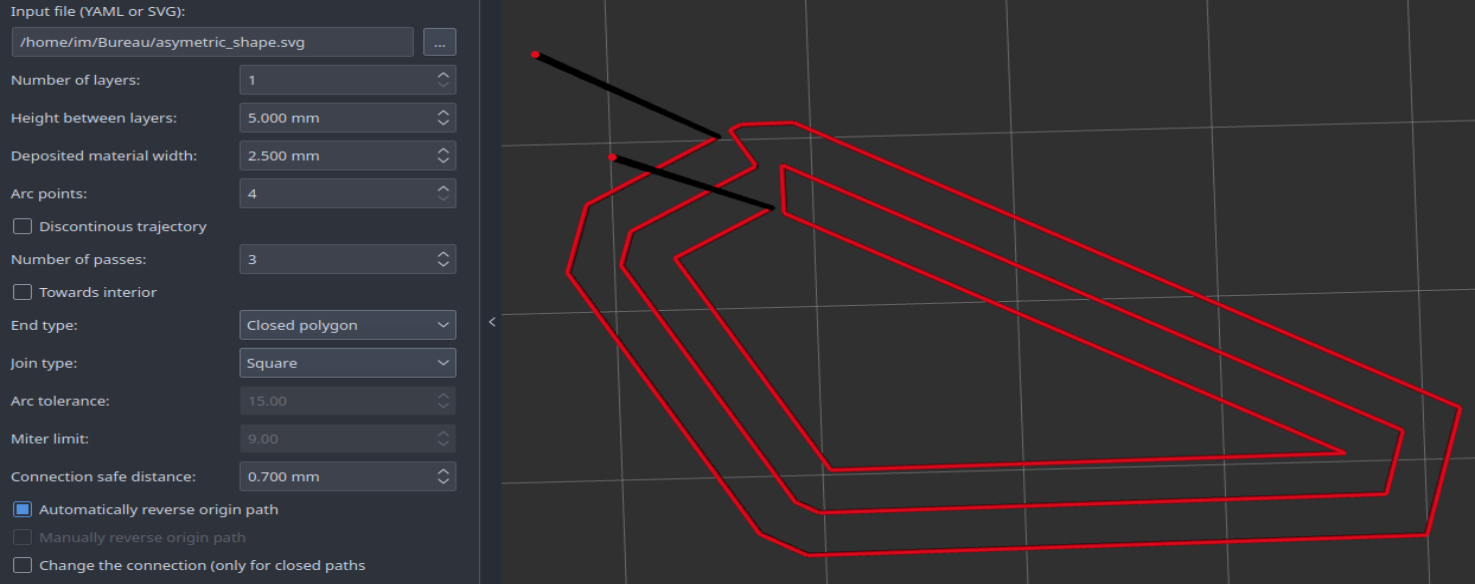 Input file (YAML or SVG):
/home/im/Bureau/asymetric_shape.svg ...
Number of layers: 1
Height between layers: 5.000 mm
Deposited material width: 2.500 mm
Arc points: 4
Discontinous trajectory
Number of passes: 3
Towards interior
End type: Closed polygon
Join type: Square
Arc tolerance: 15.00
Miter limit: 9.00
Connection safe distance: 0.700 mm
Automatically reverse origin path
Manually reverse origin path
Change the connection (only for closed paths